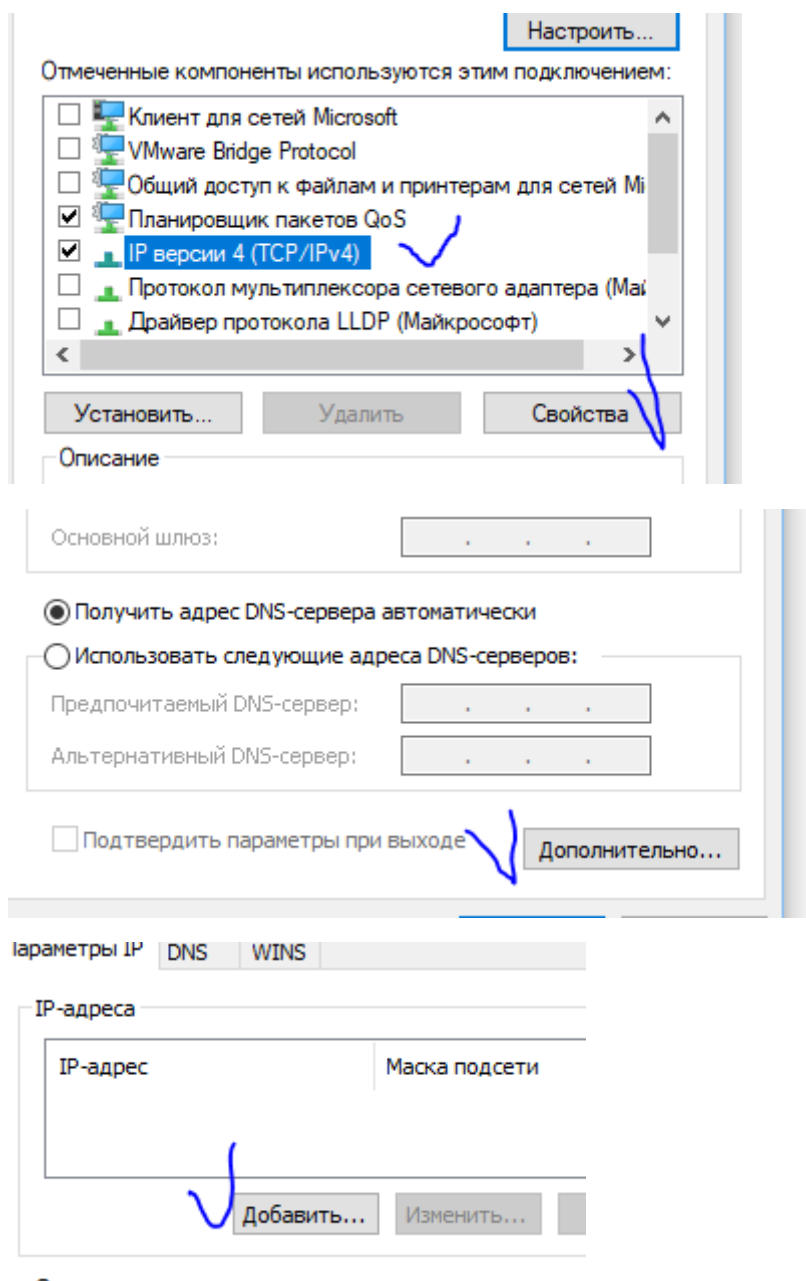 Настроить...
Отмеченные компоненты используются этим подключением:
Клиент для сетей Microsoft
VMware Bridge Protocol
Общий доступ к файлам и принтерам для сетей Mi
Планировщик пакетов QoS
IP версии 4 (TCP/IPv4)
Протокол мультиплексора сетевого адаптера (Май
Драйвер протокола LLDP (Майкрософт)
Установить... Удалить Свойства
Описание
Основной шлюз:
Получить адрес DNS-сервера автоматически
Использовать следующие адреса DNS-серверов:
Предпочитаемый DNS-сервер:
Альтернативный DNS-сервер:
Подтвердить параметры при выходе Дополнительно...
Іараметры IP DNS WINS
IP-адреса
IP-адрес Маска подсети
Добавить... Изменить...